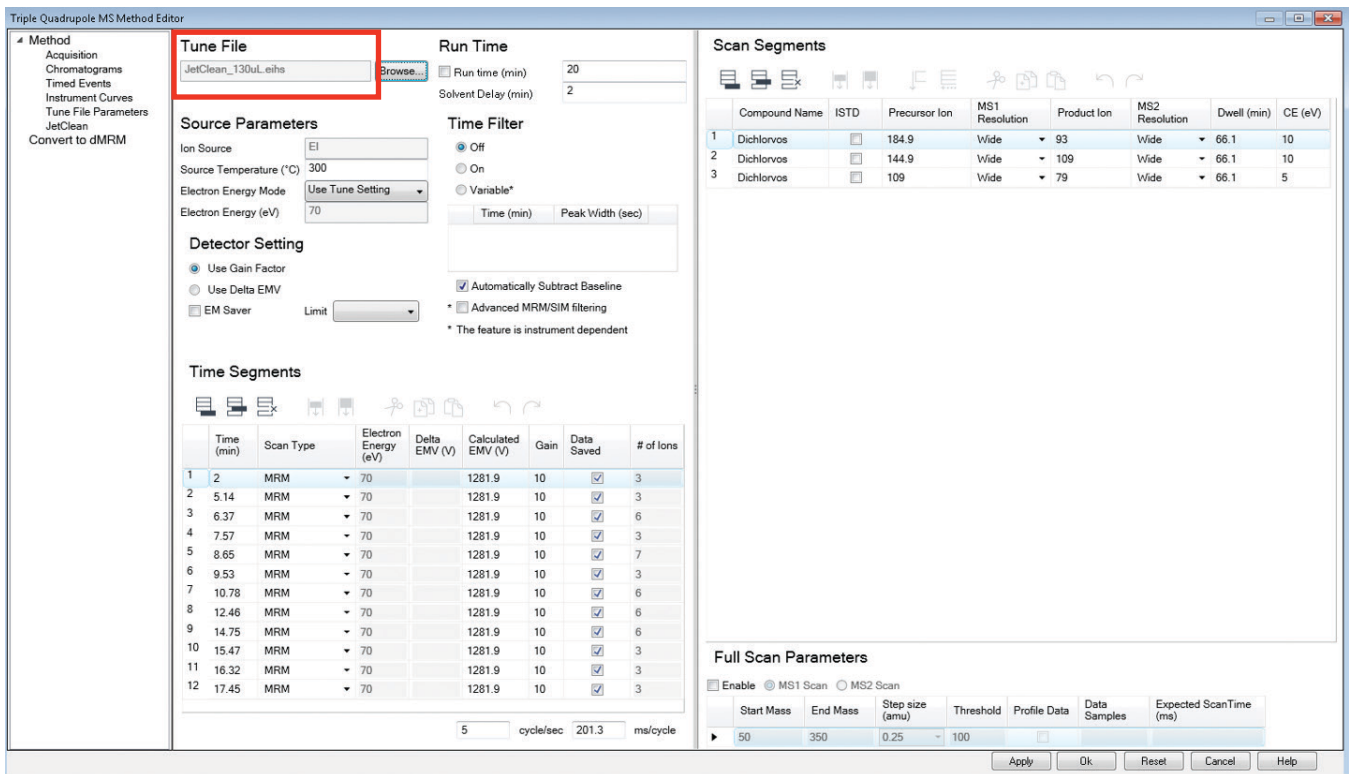 Triple Quadrupole MS Method Editor
Method
Acquisition
Chromatograms
Timed Events
Instrument Curves
Tune File Parameters
JetClean
Convert to dMRM
Tune File
JetClean_130uL.eihs Browse...
Run Time
Run time (min) 20
Solvent Delay (min) 2
Source Parameters
Ion Source EI
Source Temperature (°C) 300
Electron Energy Mode Use Tune Setting
Electron Energy (eV) 70
Time Filter
Off
On
Variable*
Time (min) Peak Width (sec)
Detector Setting
Use Gain Factor
Use Delta EMV
EM Saver Limit
Automatically Subtract Baseline
* Advanced MRM/SIM filtering
* The feature is instrument dependent
Time Segments
Time (min) Scan Type Electron Energy (eV) Delta EMV (V) Calculated EMV (V) Gain Data Saved # of Ions
1 2 MRM 70 1281.9 10 3
2 5.14 MRM 70 1281.9 10 3
3 6.37 MRM 70 1281.9 10 6
4 7.57 MRM 70 1281.9 10 3
5 8.65 MRM 70 1281.9 10 7
6 9.53 MRM 70 1281.9 10 3
7 10.78 MRM 70 1281.9 10 6
8 12.46 MRM 70 1281.9 10 6
9 14.75 MRM 70 1281.9 10 6
10 15.47 MRM 70 1281.9 10 3
11 16.32 MRM 70 1281.9 10 3
12 17.45 MRM 70 1281.9 10 3
5 cycle/sec 201.3 ms/cycle
Scan Segments
Compound Name ISTD Precursor Ion MS1 Resolution Product Ion MS2 Resolution Dwell (min) CE (eV)
1 Dichlorvos 184.9 Wide 93 Wide 66.1 10
2 Dichlorvos 144.9 Wide 109 Wide 66.1 10
3 Dichlorvos 109 Wide 79 Wide 66.1 5
Full Scan Parameters
Enable MS1 Scan MS2 Scan
Start Mass End Mass Step size (amu) Threshold Profile Data Data Samples Expected ScanTime (ms)
50 350 0.25 100
Apply Ok Reset Cancel Help